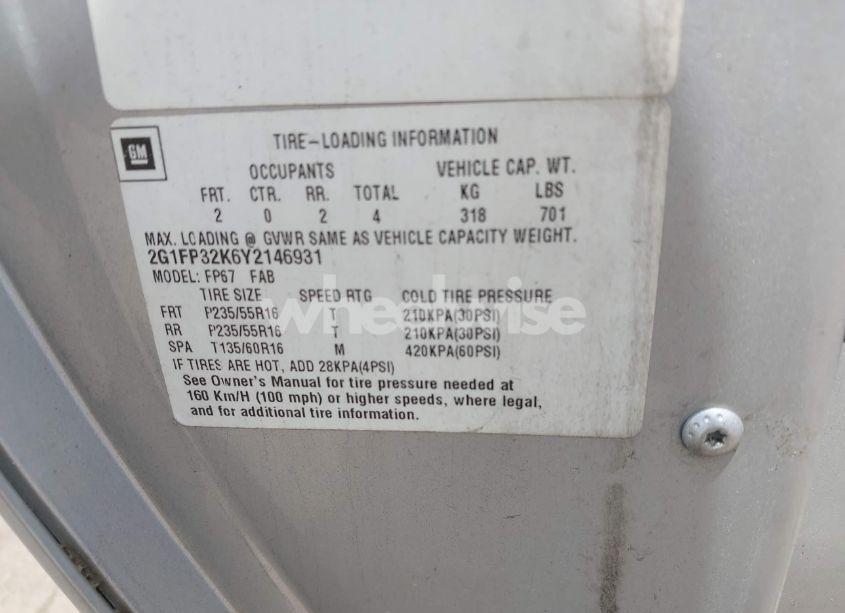 GM
TIRE-LOADING INFORMATION
OCCUPANTS VEHICLE CAP. WT.
FRT. CTR. RR. TOTAL KG LBS
2 0 2 4 318 701
MAX. LOADING @ GVWR SAME AS VEHICLE CAPACITY WEIGHT.
2G1FP32K6Y2146931
MODEL: FP67 FAB
TIRE SIZE SPEED RTG COLD TIRE PRESSURE
FRT P235/55R16 T 210KPA(30PSI)
RR P235/55R16 T 210KPA(30PSI)
SPA T135/60R16 M 420KPA(60PSI)
IF TIRES ARE HOT, ADD 28KPA(4PSI)
See Owner's Manual for tire pressure needed at
160 Km/H (100 mph) or higher speeds, where legal,
and for additional tire information.
wheelwise